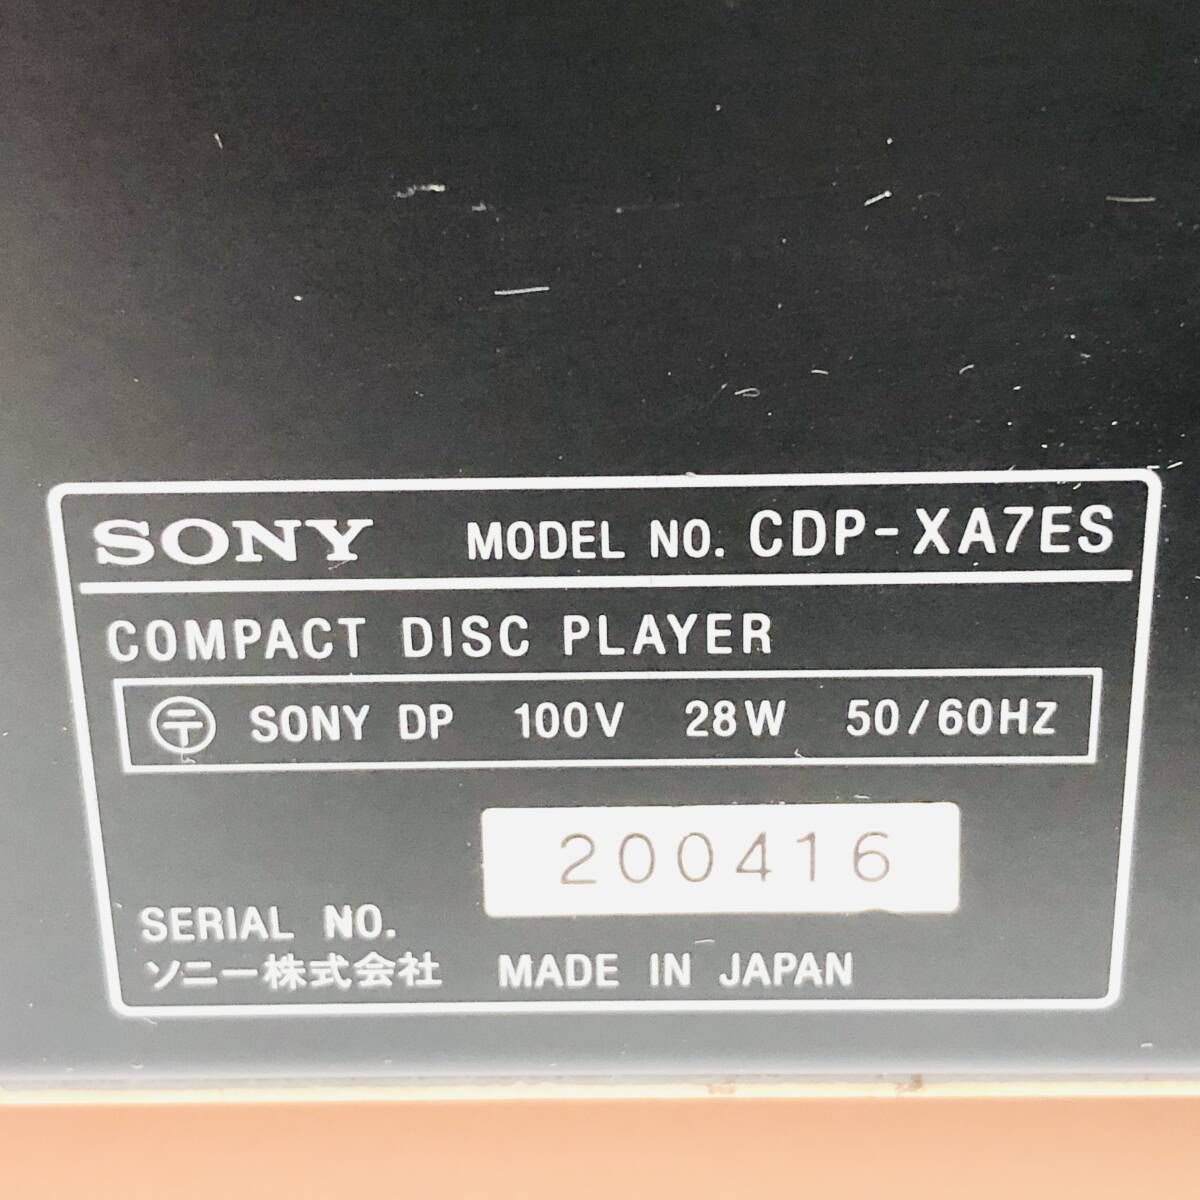 SONY MODEL NO. CDP-XA7ES
COMPACT DISC PLAYER
〒 SONY DP 100V 28W 50/60HZ
200416
SERIAL NO.
ソニー株式会社 MADE IN JAPAN